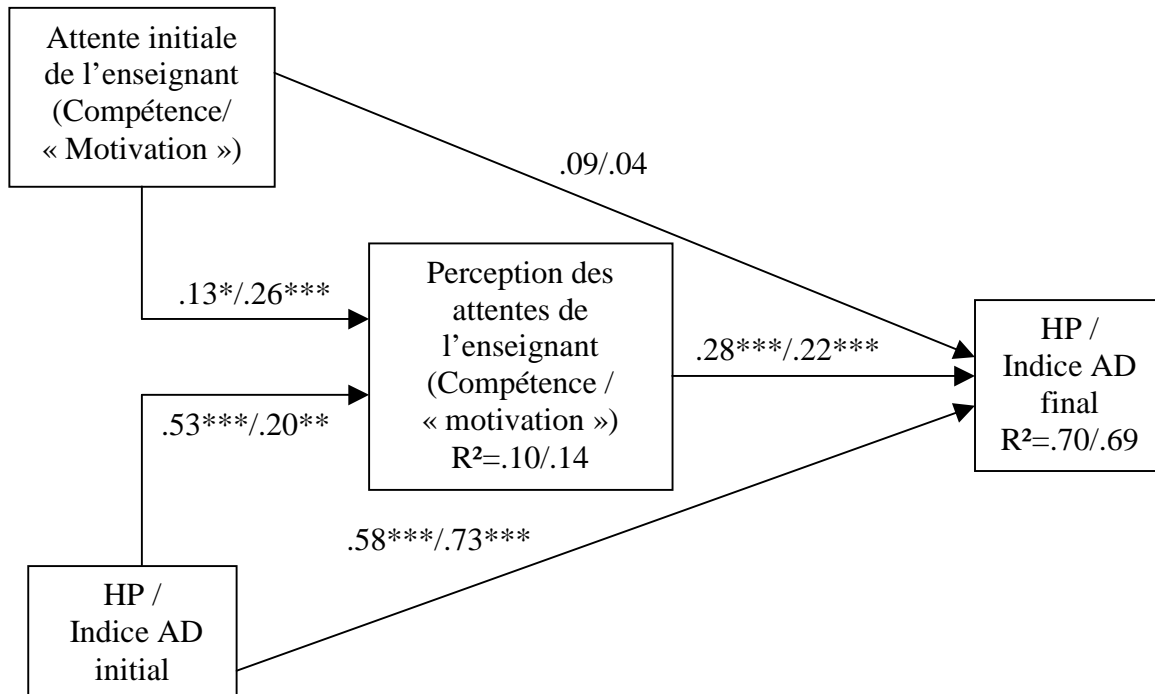 Attente initiale
de l’enseignant
(Compétence/
« Motivation »)
.09/.04
.13*/.26***
Perception des
attentes de
l’enseignant
(Compétence /
« motivation »)
R²=.10/.14
.28***/.22***
HP /
Indice AD
final
R²=.70/.69
.53***/.20**
.58***/.73***
HP /
Indice AD
initial